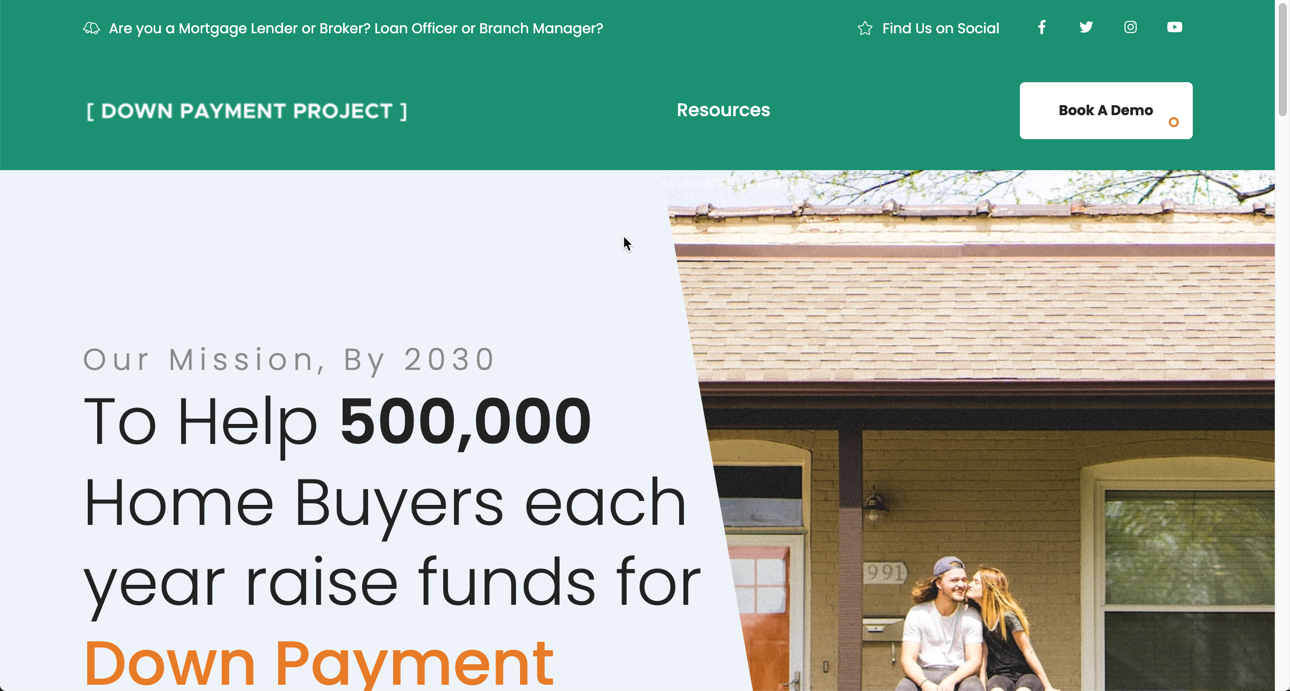 Are you a Mortgage Lender or Broker? Loan Officer or Branch Manager?
Find Us on Social
[ DOWN PAYMENT PROJECT ]
Resources
Book A Demo
Our Mission, By 2030
To Help 500,000
Home Buyers each
year raise funds for
Down Payment
991